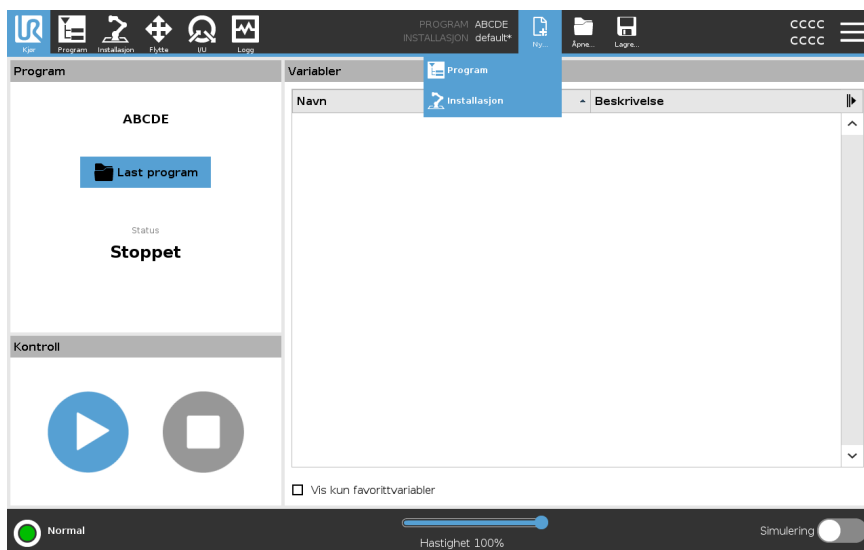 UR
Kjør
Program
Installasjon
Flytte
I/U
Logg
PROGRAM ABCDE
INSTALLASJON default*
Ny...
Åpne...
Lagre...
CCCC
CCCC
Program
Installasjon
Program
ABCDE
Last program
Status
Stoppet
Variabler
Navn
Beskrivelse
Vis kun favorittvariabler
Kontroll
Normal
Hastighet 100%
Simulering